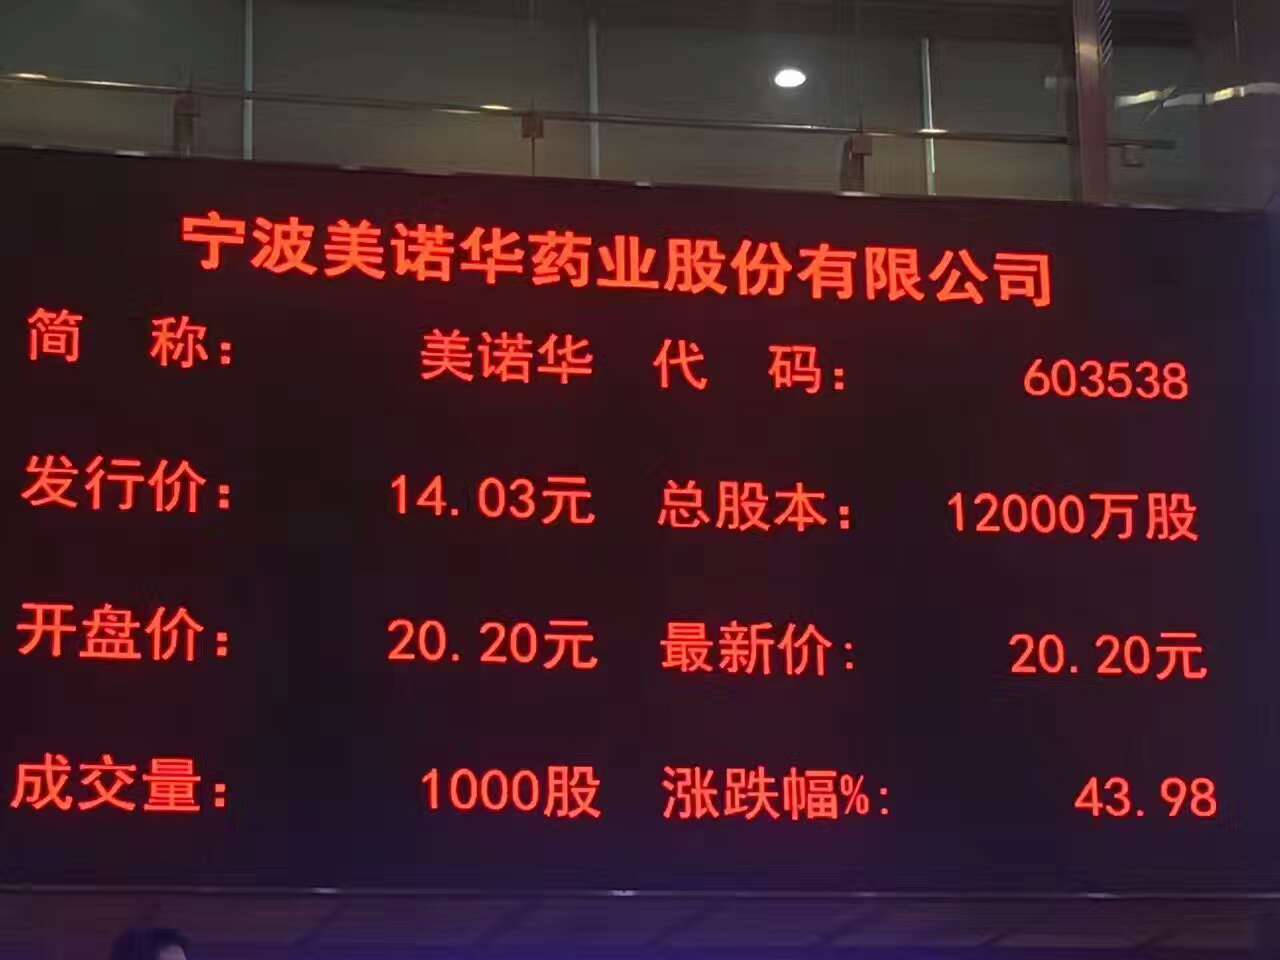 宁波美诺华药业股份有限公司
简 称： 美诺华 代 码： 603538
发行价： 14.03元 总股本： 12000万股
开盘价： 20.20元 最新价: 20.20元
成交量： 1000股 涨跌幅%: 43.98